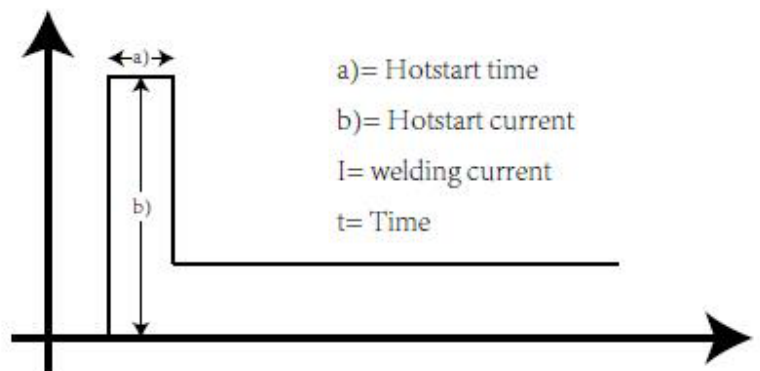 a)
a)= Hotstart time
b)= Hotstart current
I= welding current
b)
t= Time